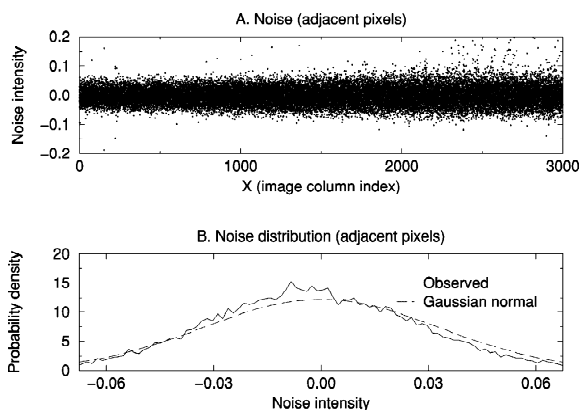 A. Noise (adjacent pixels)
Noise intensity
0.2
0.1
0.0
−0.1
−0.2
0
1000
2000
3000
X (image column index)
B. Noise distribution (adjacent pixels)
Probability density
20
15
10
5
0
Observed
Gaussian normal
−0.06
−0.03
0.00
0.03
0.06
Noise intensity